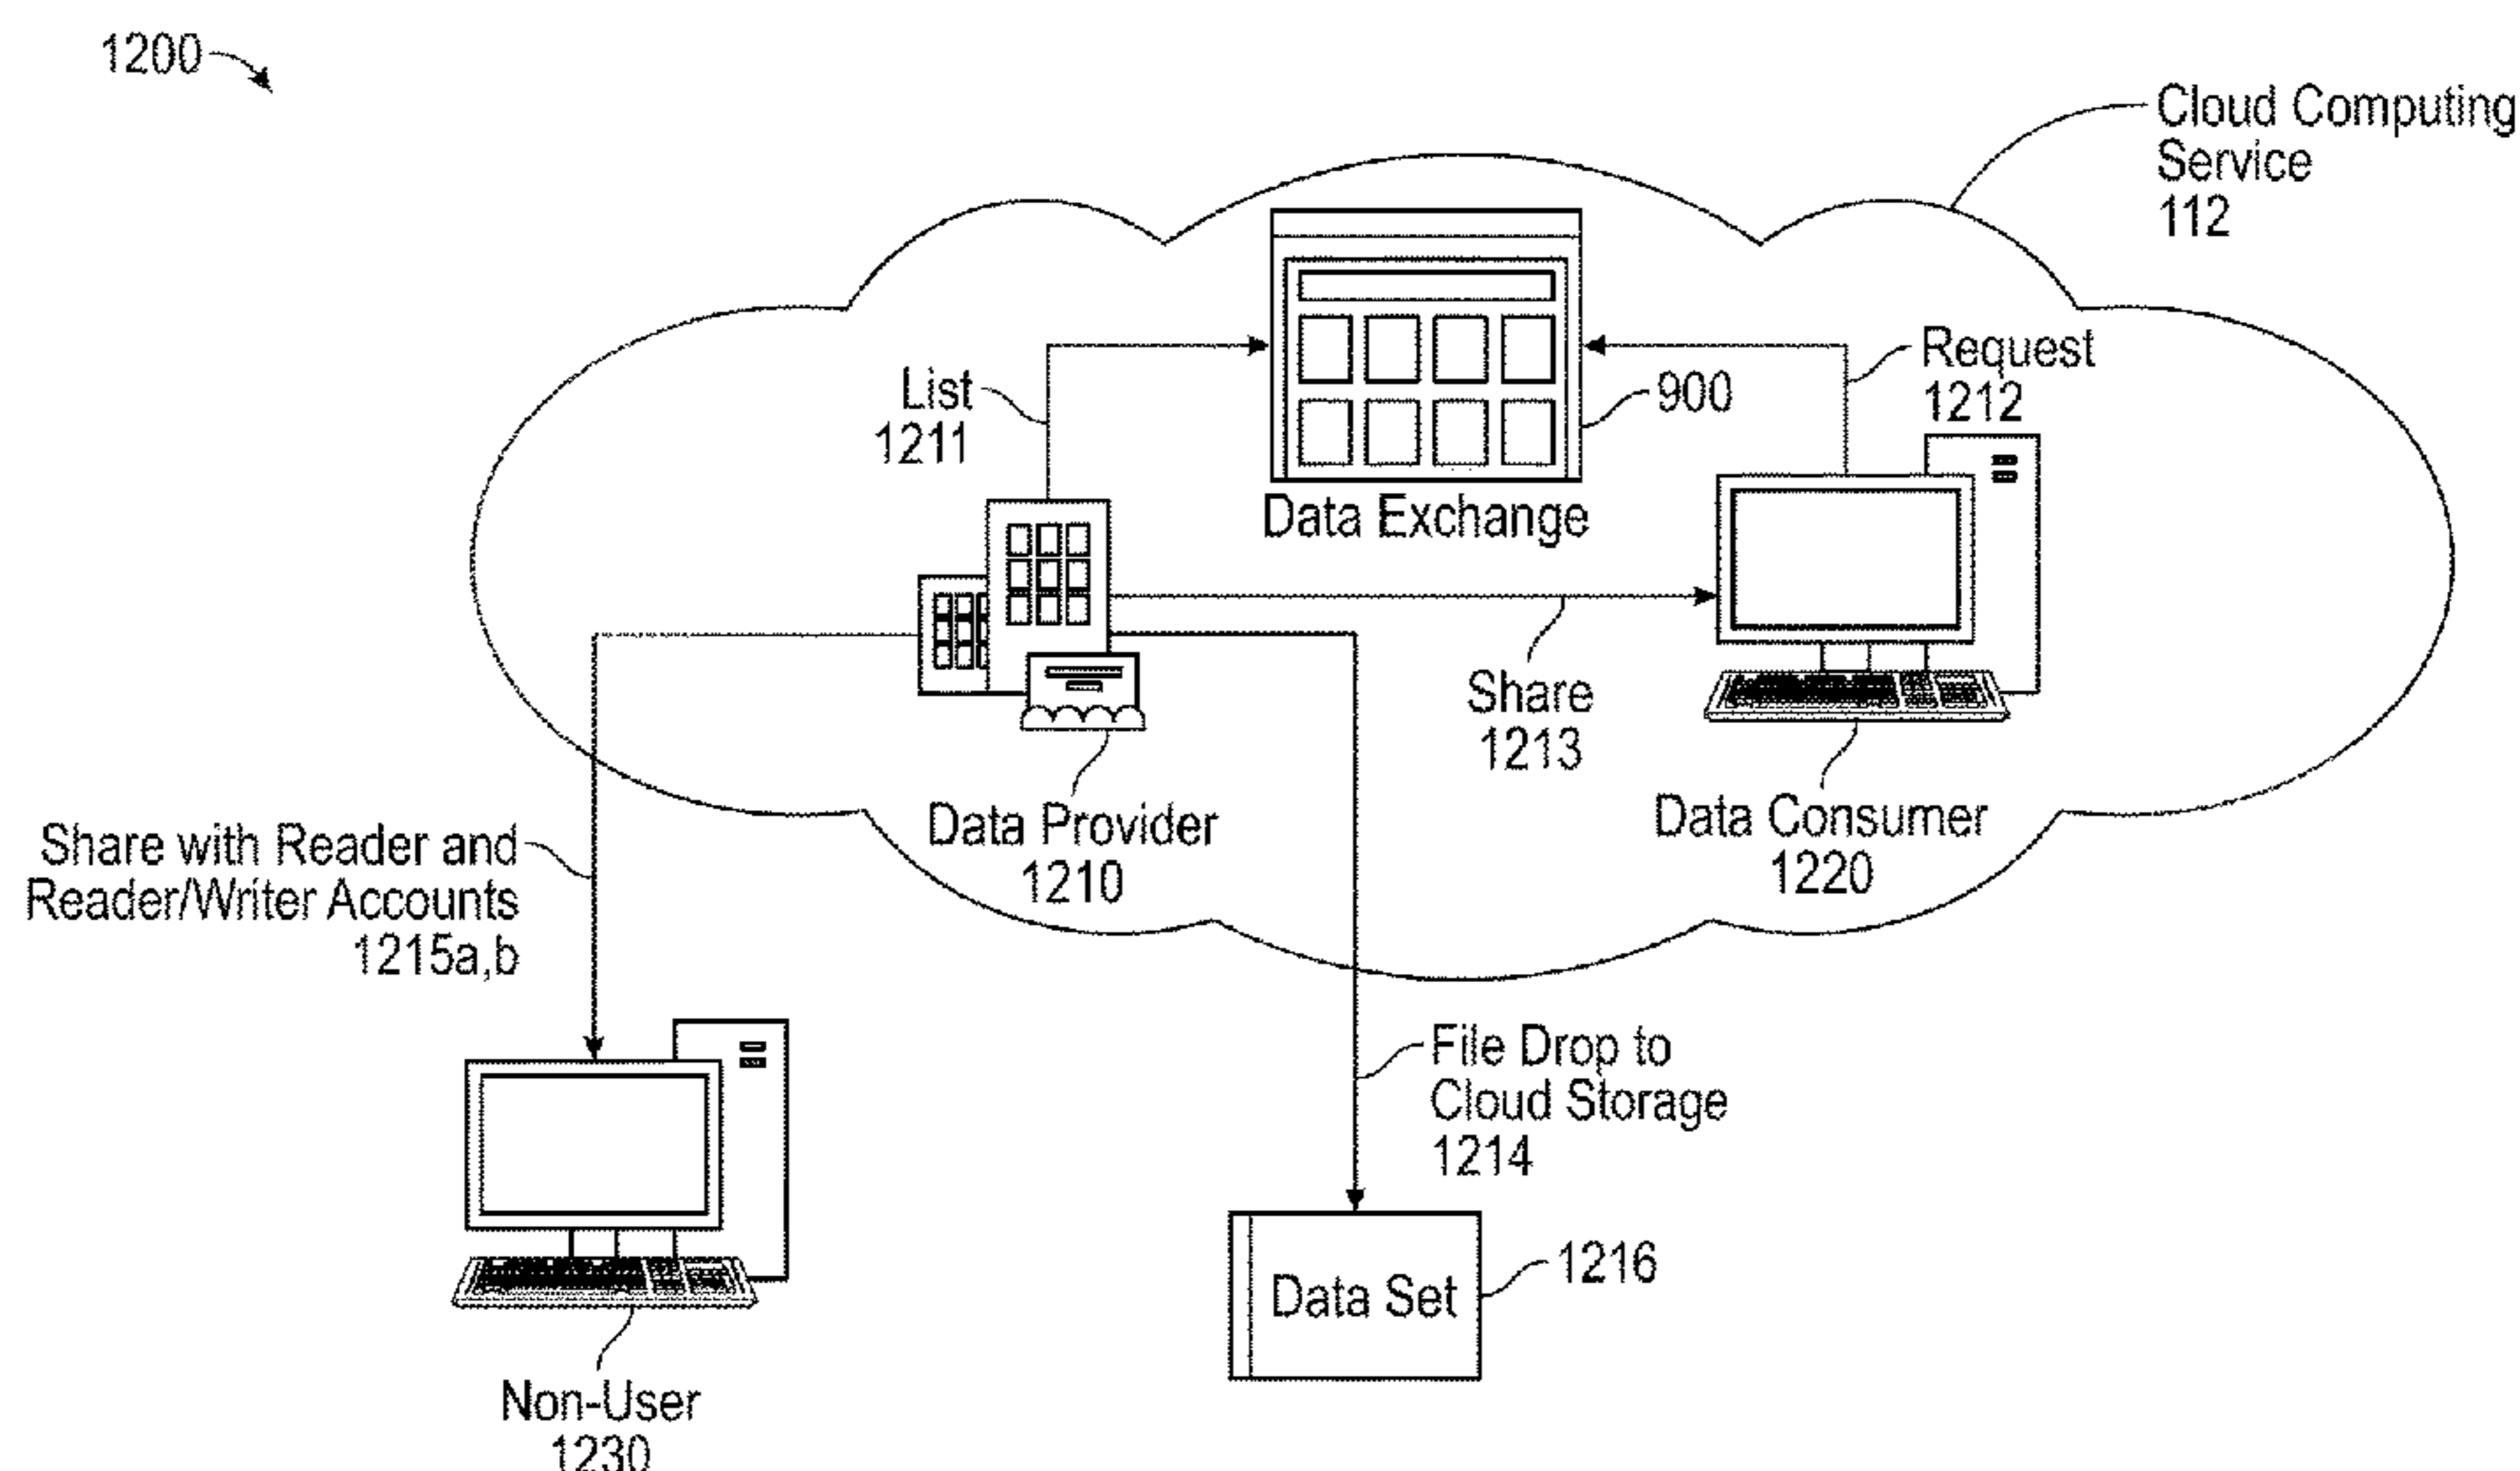 1200
Cloud Computing
Service
112
List
1211
900
Request
1212
Data Exchange
Share
1213
Data Provider
1210
Data Consumer
1220
Share with Reader and
Reader/Writer Accounts
1215a,b
File Drop to
Cloud Storage
1214
Data Set
1216
Non-User
1230